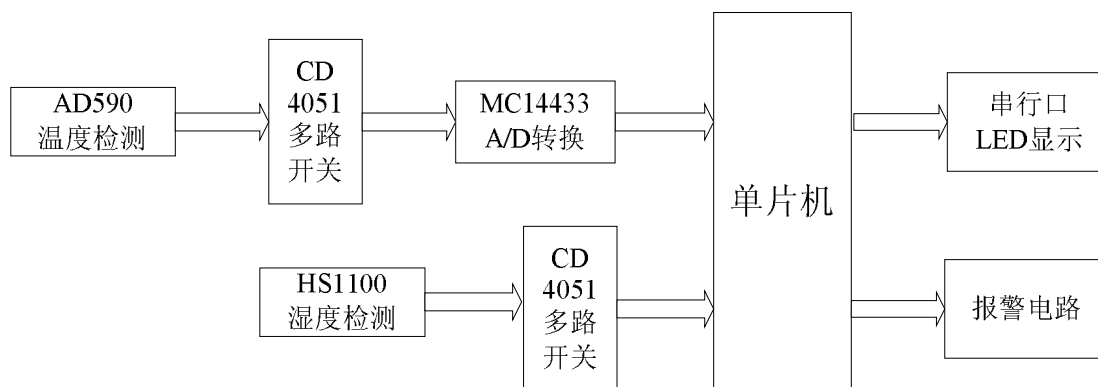 AD590
温度检测
CD
4051
多路
开关
MC14433
A/D转换
单片机
串行口
LED显示
HS1100
湿度检测
CD
4051
多路
开关
报警电路